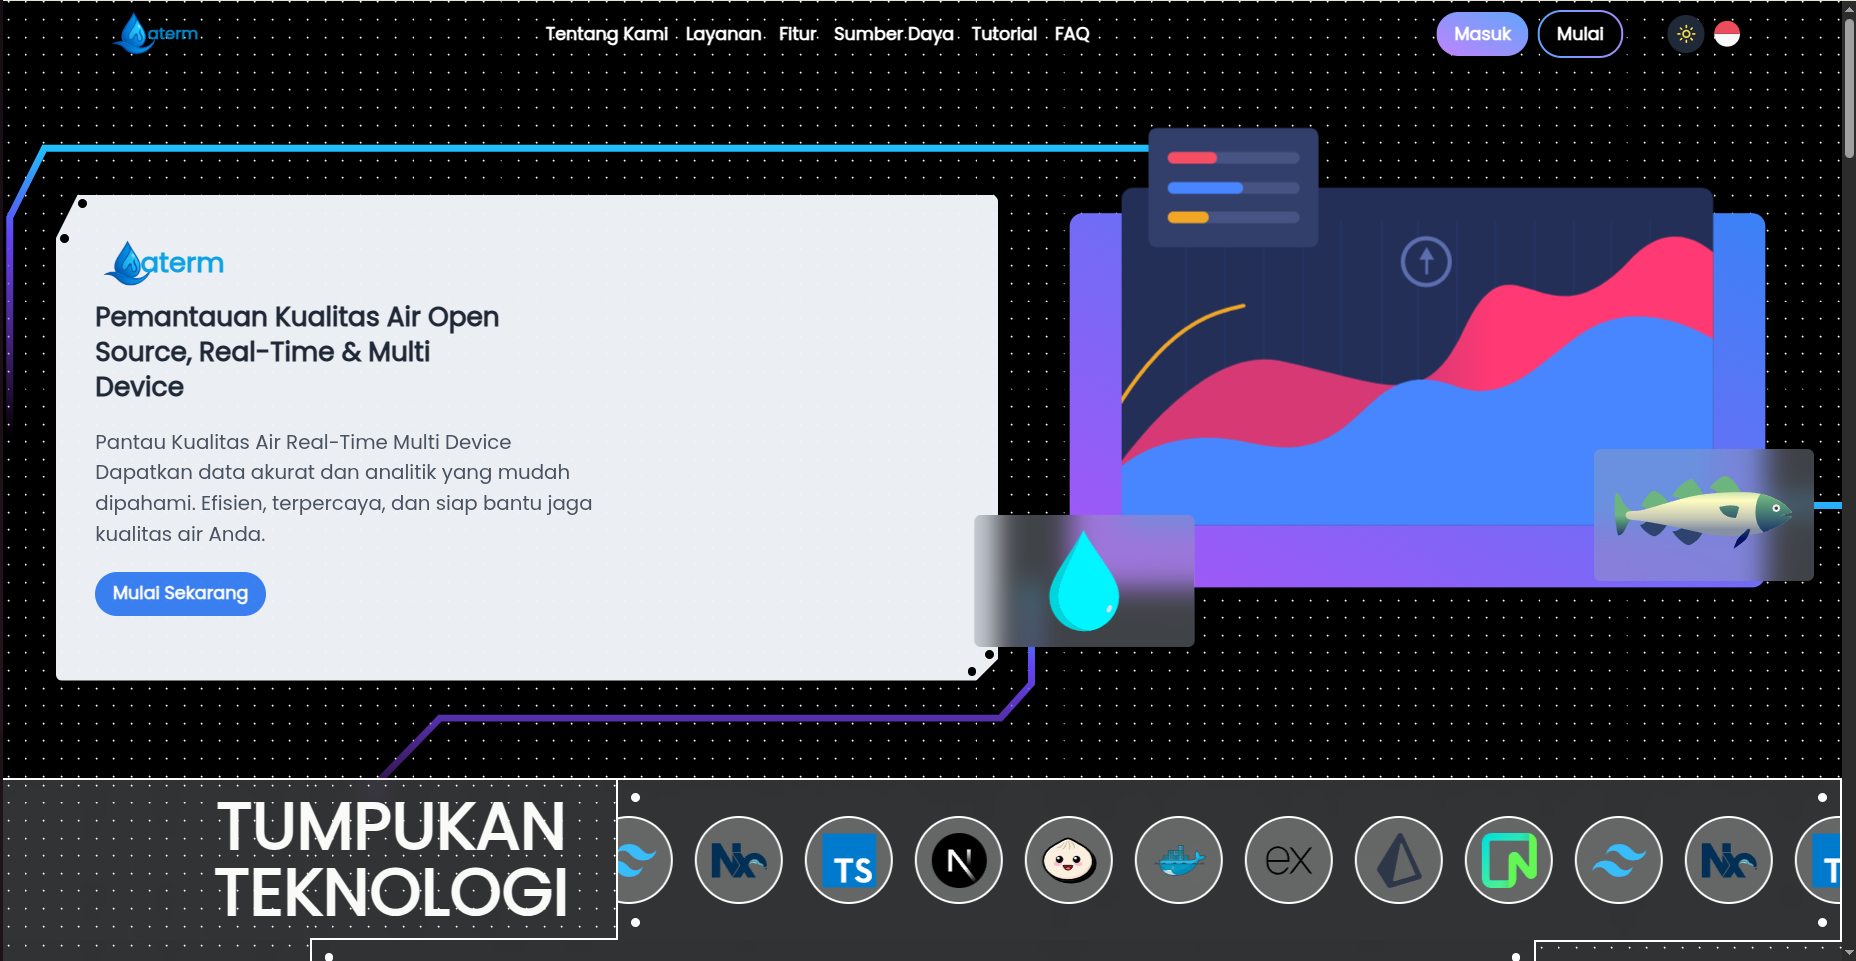 aterm
Tentang Kami Layanan Fitur Sumber Daya Tutorial FAQ
Masuk Mulai
aterm
Pemantauan Kualitas Air Open
Source, Real-Time & Multi
Device
Pantau Kualitas Air Real-Time Multi Device
Dapatkan data akurat dan analitik yang mudah
dipahami. Efisien, terpercaya, dan siap bantu jaga
kualitas air Anda.
Mulai Sekarang
TUMPUKAN
TEKNOLOGI
Nx TS N ex N Nx T